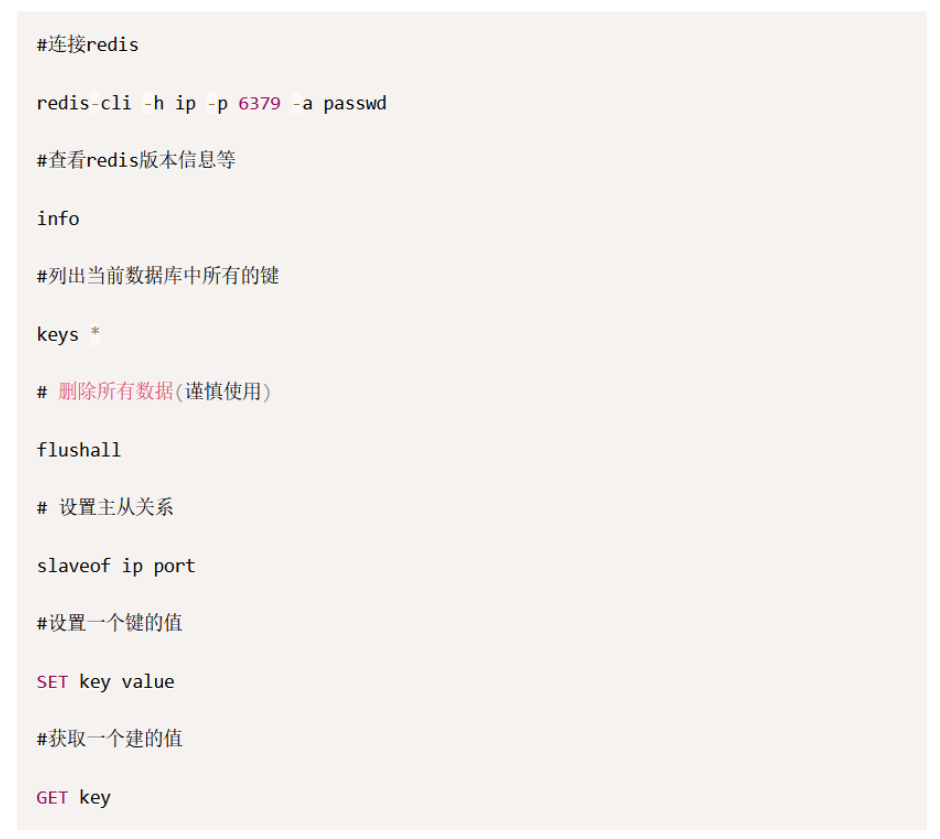 #连接redis
redis-cli -h ip -p 6379 -a passwd
#查看redis版本信息等
info
#列出当前数据库中所有的键
keys *
# 删除所有数据(谨慎使用)
flushall
# 设置主从关系
slaveof ip port
#设置一个键的值
SET key value
#获取一个建的值
GET key